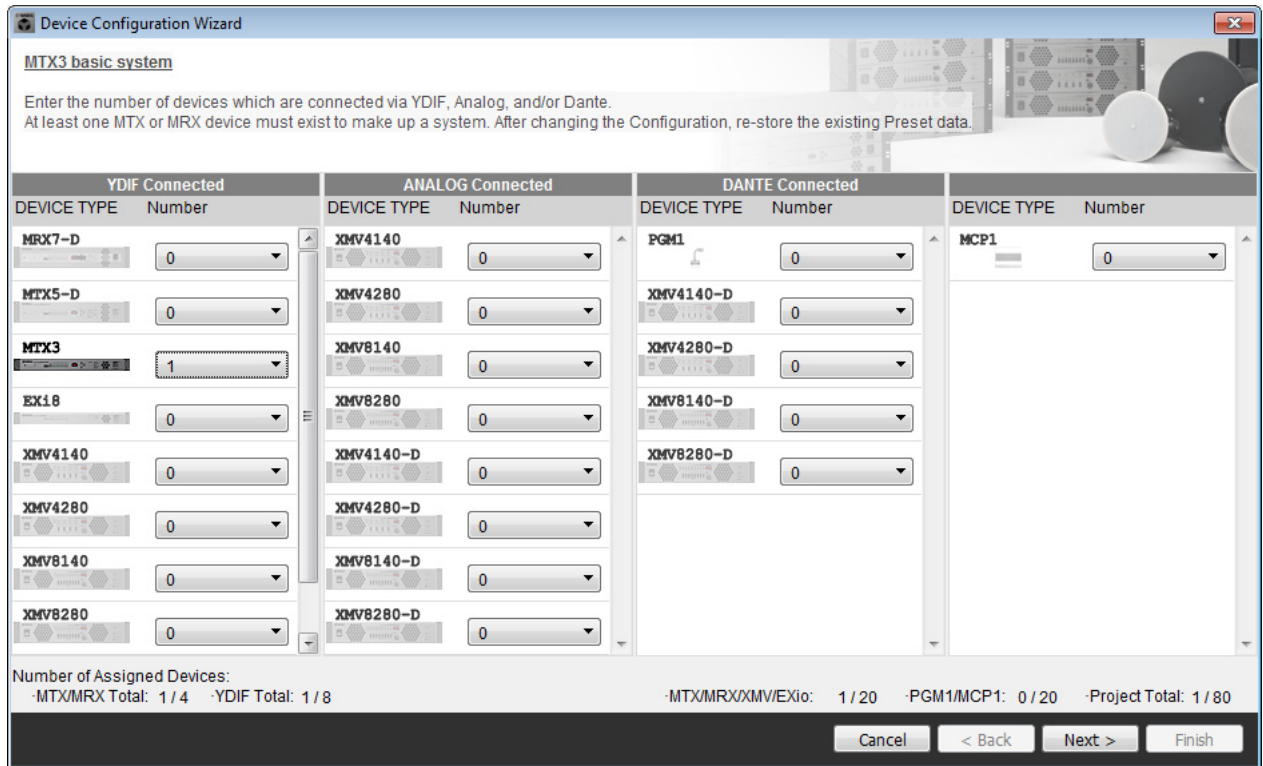 Device Configuration Wizard
MTX3 basic system
Enter the number of devices which are connected via YDIF, Analog, and/or Dante.
At least one MTX or MRX device must exist to make up a system. After changing the Configuration, re-store the existing Preset data.
YDIF Connected ANALOG Connected DANTE Connected
DEVICE TYPE Number DEVICE TYPE Number DEVICE TYPE Number DEVICE TYPE Number
MRX7-D 0 XMV4140 0 PGM1 0 MCP1 0
MTX5-D 0 XMV4280 0 XMV4140-D 0
MTX3 1 XMV8140 0 XMV4280-D 0
EXi8 0 XMV8280 0 XMV8140-D 0
XMV4140 0 XMV4140-D 0 XMV8280-D 0
XMV4280 0 XMV4280-D 0
XMV8140 0 XMV8140-D 0
XMV8280 0 XMV8280-D 0
Number of Assigned Devices:
-MTX/MRX Total: 1 / 4 -YDIF Total: 1 / 8 -MTX/MRX/XMV/EXio: 1 / 20 -PGM1/MCP1: 0 / 20 -Project Total: 1 / 80
Cancel < Back Next > Finish